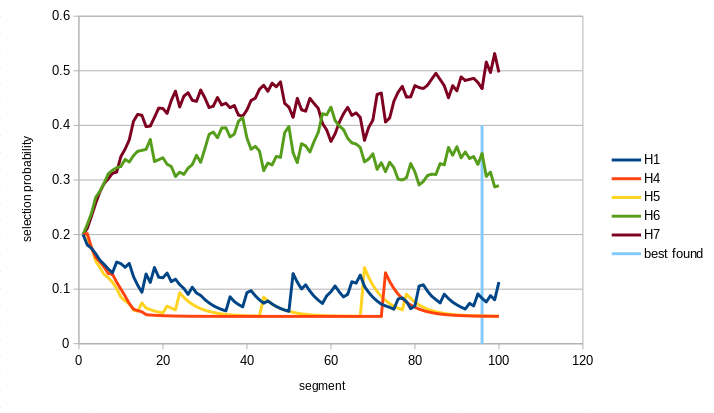 0.6
0.5
0.4
0.3
0.2
0.1
0
selection probability
0 20 40 60 80 100 120
segment
H1
H4
H5
H6
H7
best found